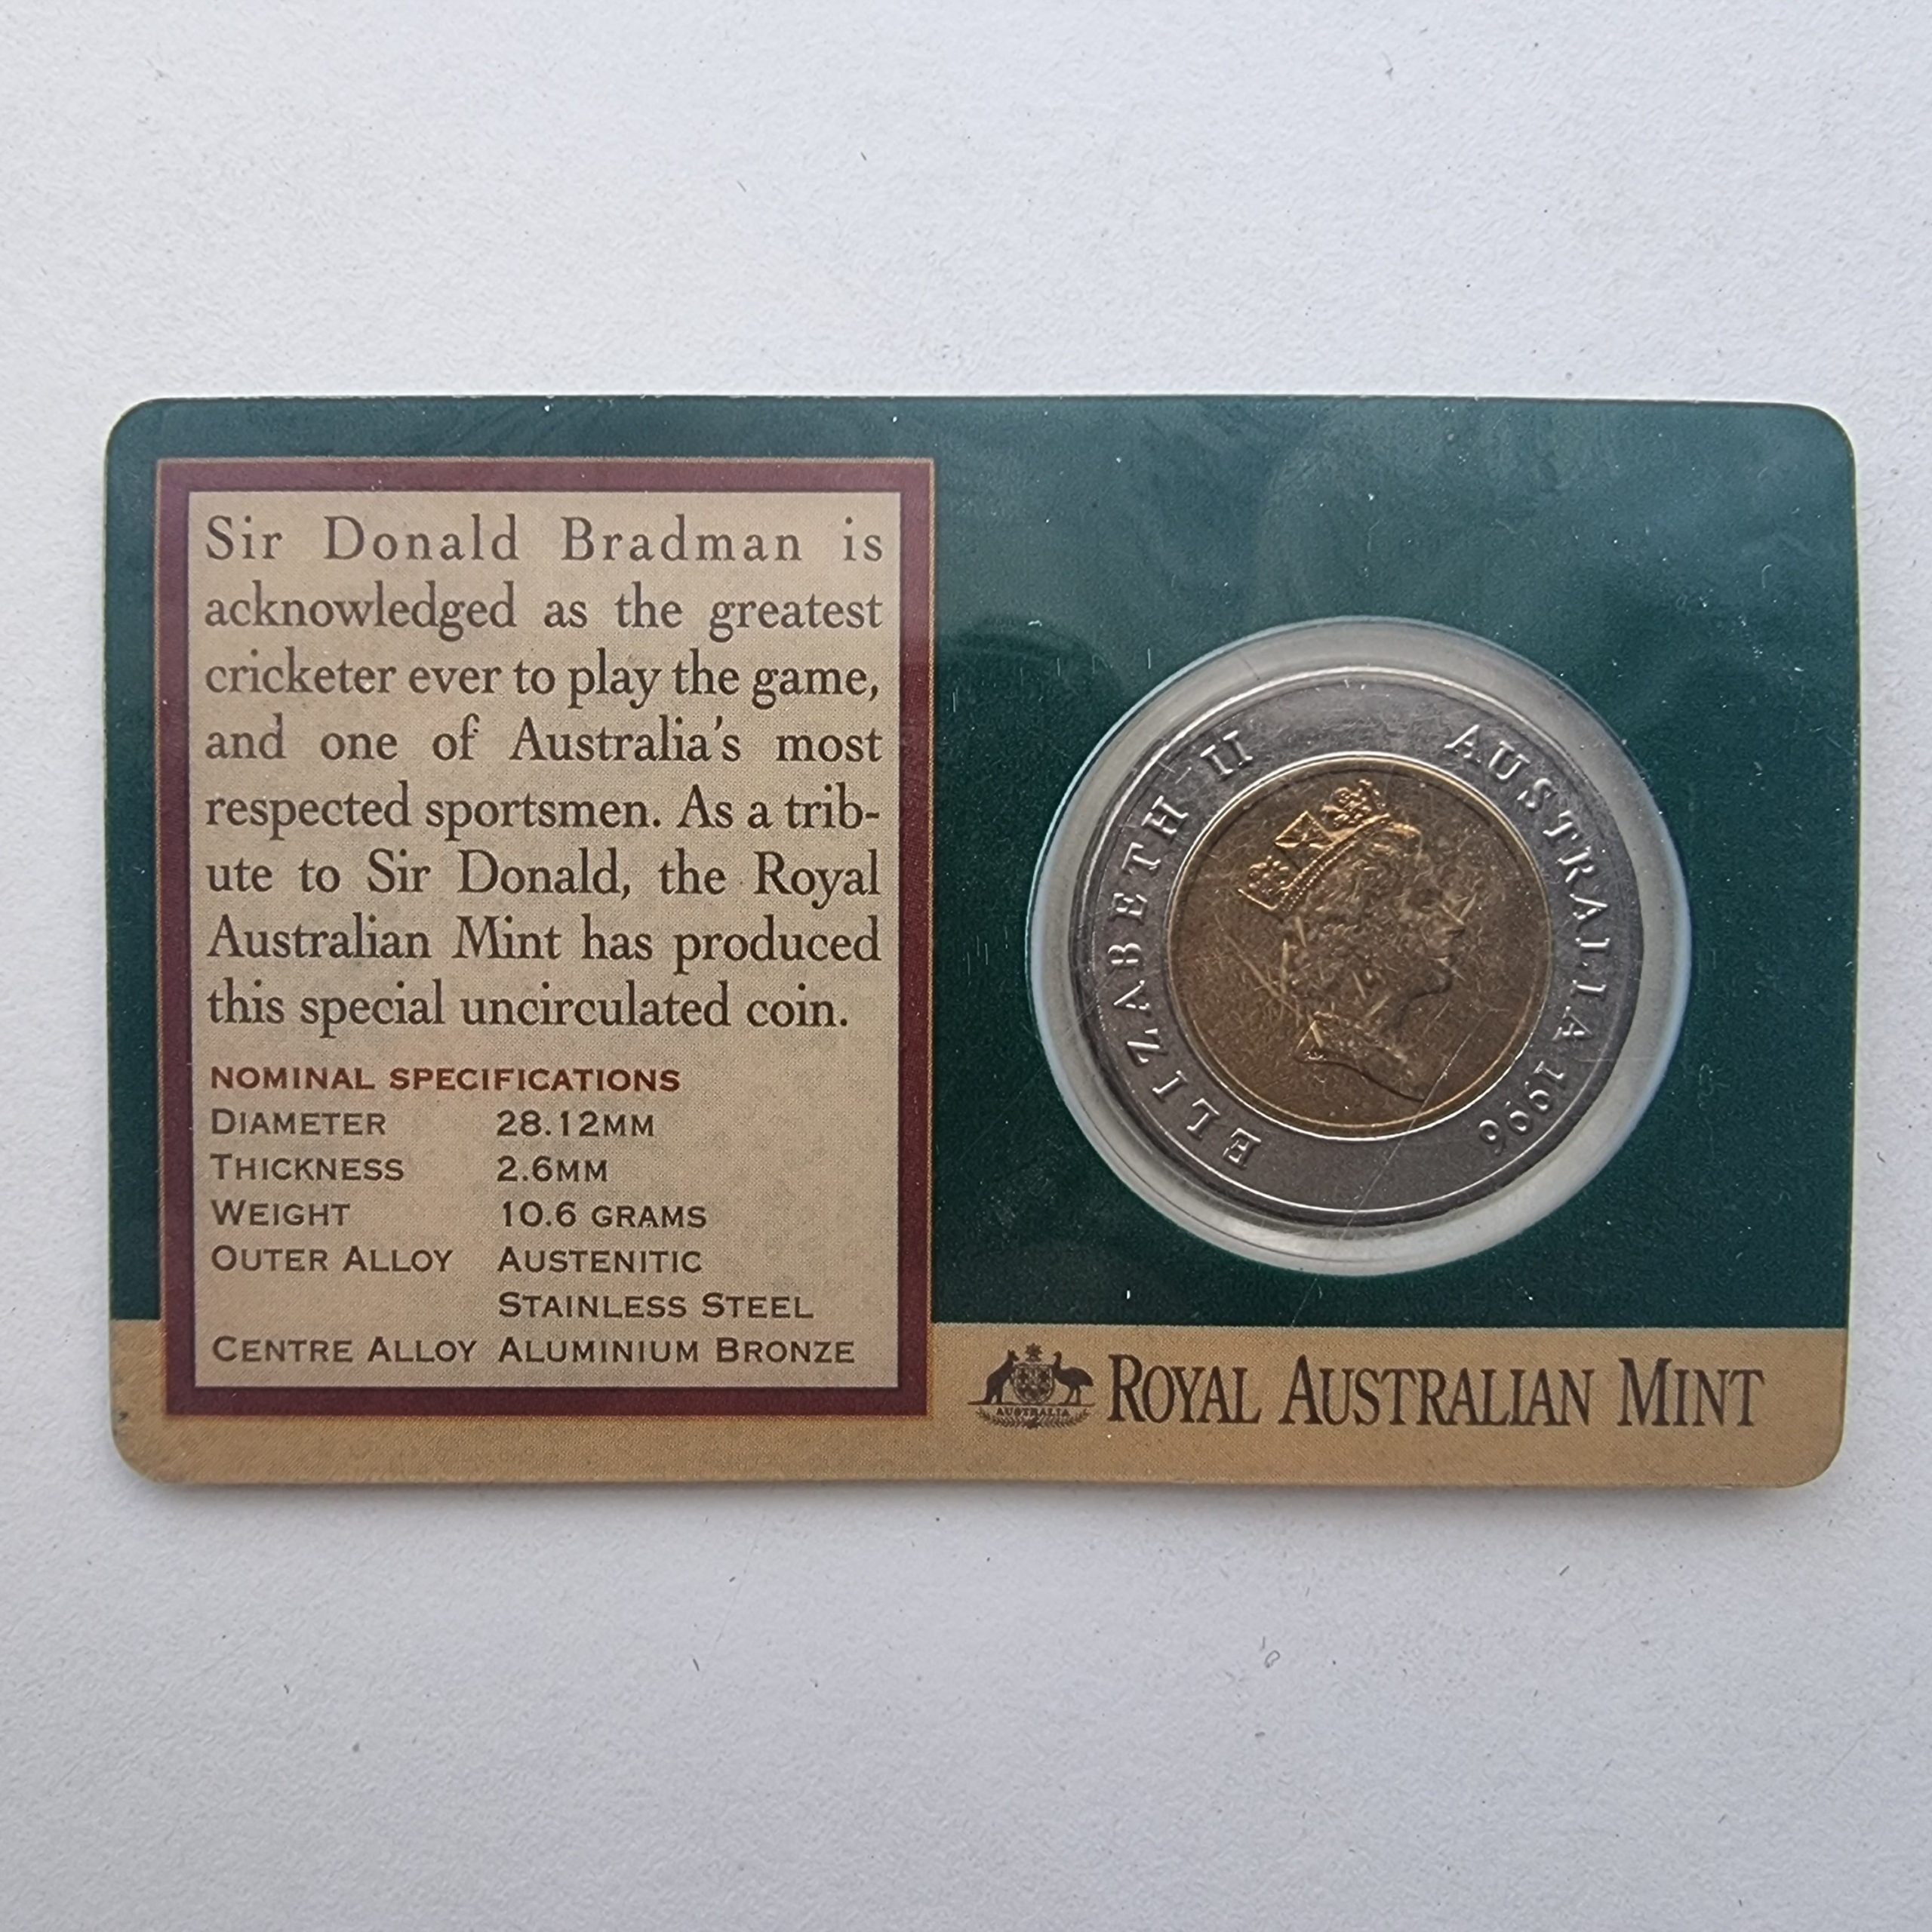 Sir Donald Bradman is
acknowledged as the greatest
cricketer ever to play the game,
and one of Australia's most
respected sportsmen. As a trib-
ute to Sir Donald, the Royal
Australian Mint has produced
this special uncirculated coin.
NOMINAL SPECIFICATIONS
DIAMETER 28.12MM
THICKNESS 2.6MM
WEIGHT 10.6 GRAMS
OUTER ALLOY AUSTENITIC
STAINLESS STEEL
CENTRE ALLOY ALUMINIUM BRONZE
ELIZABETH II
AUSTRALIA 1996
AUSTRALIA
ROYAL AUSTRALIAN MINT